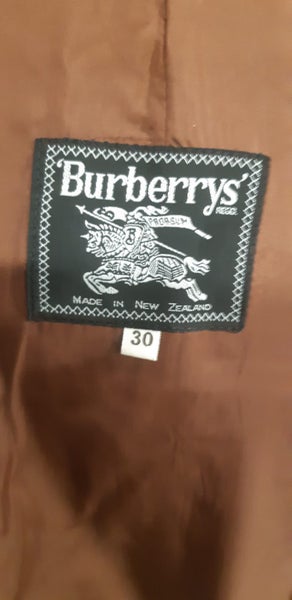 'Burberrys'
REGD.
PRORSUM
MADE IN NEW ZEALAND
30